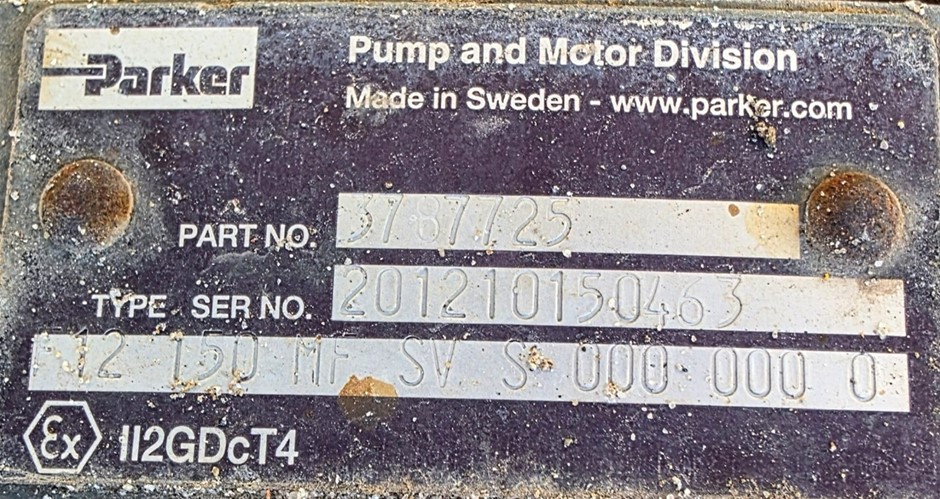 Parker
Pump and Motor Division
Made in Sweden - www.parker.com
PART NO. 3787725
TYPE SER NO. 201210150463
F12 150 MF SV S 000 000 0
Ex II2GDcT4